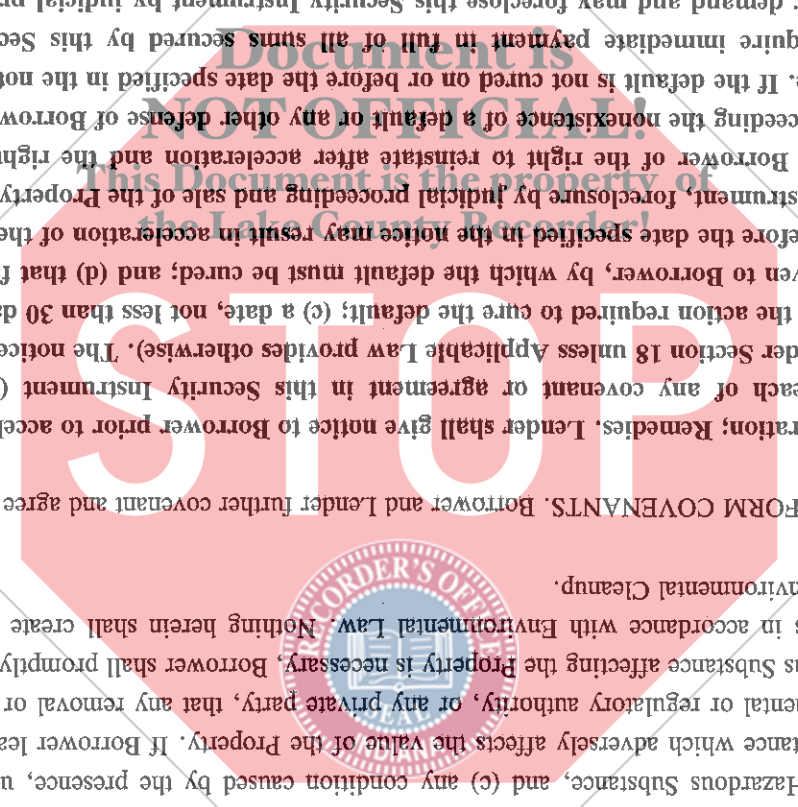 Document is
NOT OFFICIAL!
This Document is the property of
the Lake County Recorder!
STOP
RECORDER'S OFFICE
SEAL
INDIANA
Hazardous Substance, and (c) any condition caused by the presence, u
tance which adversely affects the value of the Property. If Borrower lea
mental or regulatory authority, or any private party, that any removal or
us Substance affecting the Property is necessary, Borrower shall promptly
s in accordance with Environmental Law. Nothing herein shall create
nvironmental Cleanup.
FORM COVENANTS. Borrower and Lender further covenant and agree
ration; Remedies. Lender shall give notice to Borrower prior to accel
each of any covenant or agreement in this Security Instrument (
der Section 18 unless Applicable Law provides otherwise). The notice
the action required to cure the default; (c) a date, not less than 30 da
ven to Borrower, by which the default must be cured; and (d) that f
efore the date specified in the notice may result in acceleration of the
strument, foreclosure by judicial proceeding and sale of the Property
Borrower of the right to reinstate after acceleration and the righ
ceeding the nonexistence of a default or any other defense of Borrow
e. If the default is not cured on or before the date specified in the not
quire immediate payment in full of all sums secured by this Sec
demand and may foreclose this Security Instrument by judicial pr